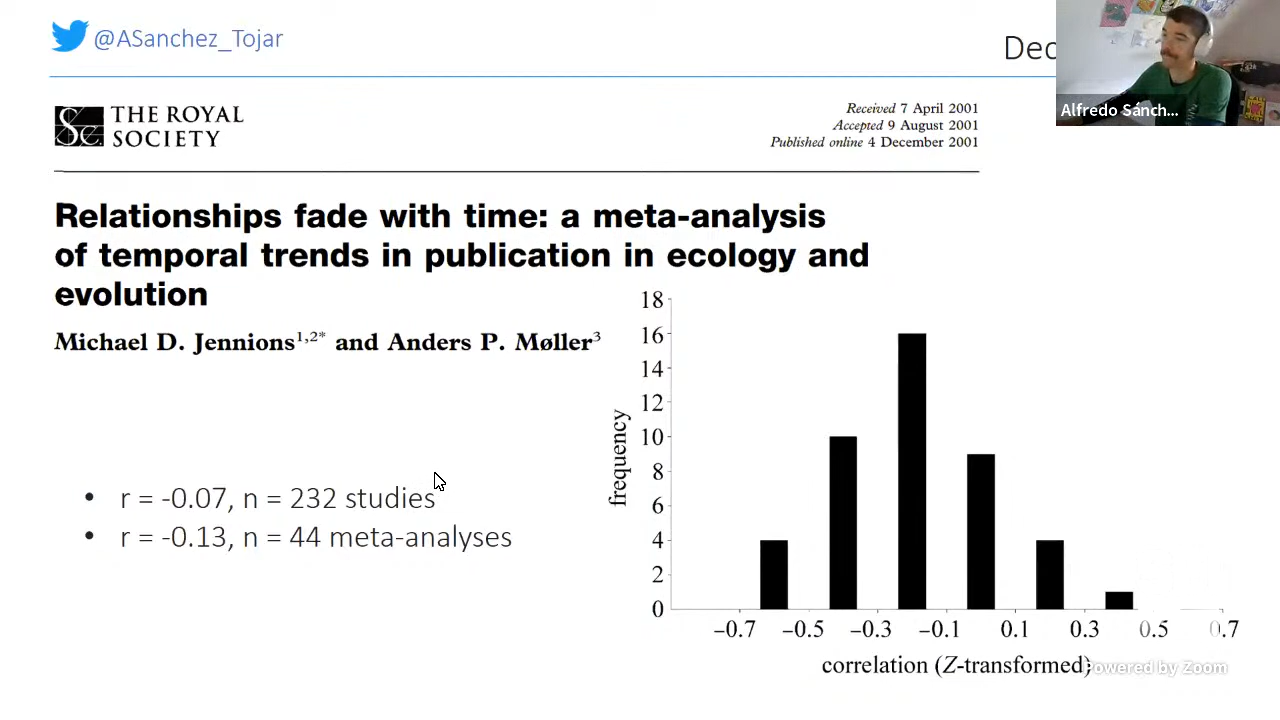 @ASanchez_Tojar
Dec
Alfredo Sánch...
THE ROYAL
SOCIETY
Received 7 April 2001
Accepted 9 August 2001
Published online 4 December 2001
Relationships fade with time: a meta-analysis
of temporal trends in publication in ecology and
evolution
Michael D. Jennions1,2* and Anders P. Møller3
• r = -0.07, n = 232 studies
• r = -0.13, n = 44 meta-analyses
18
16
14
12
10
8
6
4
2
0
frequency
–0.7 –0.5 –0.3 –0.1 0.1 0.3 0.5 0.7
correlation (Z-transformed)
Powered by Zoom